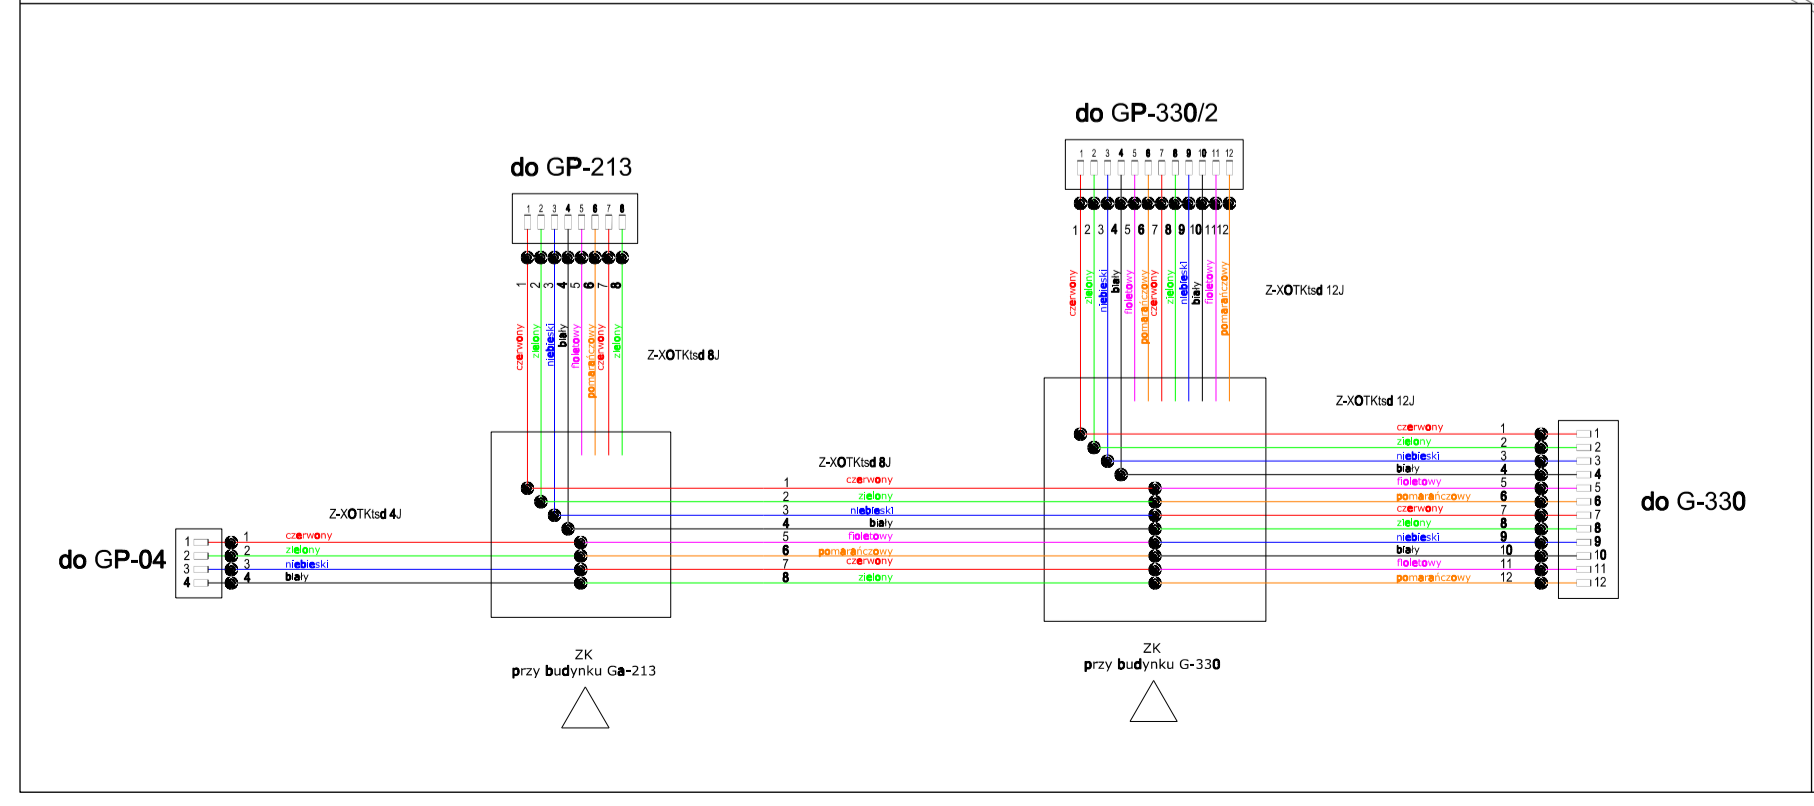 do GP-330/2
1 2 3 4 5 6 7 8 9 10 11 12
1 2 3 4 5 6 7 8 9 10 11 12
czerwony
zielony
niebieski
biały
fioletowy
pomarańczowy
czerwony
zielony
niebieski
biały
fioletowy
pomarańczowy
Z-XOTKtsd 12J
do GP-213
1 2 3 4 5 6 7 8
1 2 3 4 5 6 7 8
czerwony
zielony
niebieski
biały
fioletowy
pomarańczowy
czerwony
zielony
Z-XOTKtsd 8J
do GP-04
1
2
3
4
Z-XOTKtsd 4J
1 czerwony
2 zielony
3 niebieski
4 biały
Z-XOTKtsd 8J
1 czerwony
2 zielony
3 niebieski
4 biały
5 fioletowy
6 pomarańczowy
7 czerwony
8 zielony
Z-XOTKtsd 12J
czerwony 1 1
zielony 2 2
niebieski 3 3
biały 4 4
fioletowy 5 5
pomarańczowy 6 6
czerwony 7 7
zielony 8 8
niebieski 9 9
biały 10 10
fioletowy 11 11
pomarańczowy 12 12
do G-330
ZK
przy budynku Ga-213
ZK
przy budynku G-330